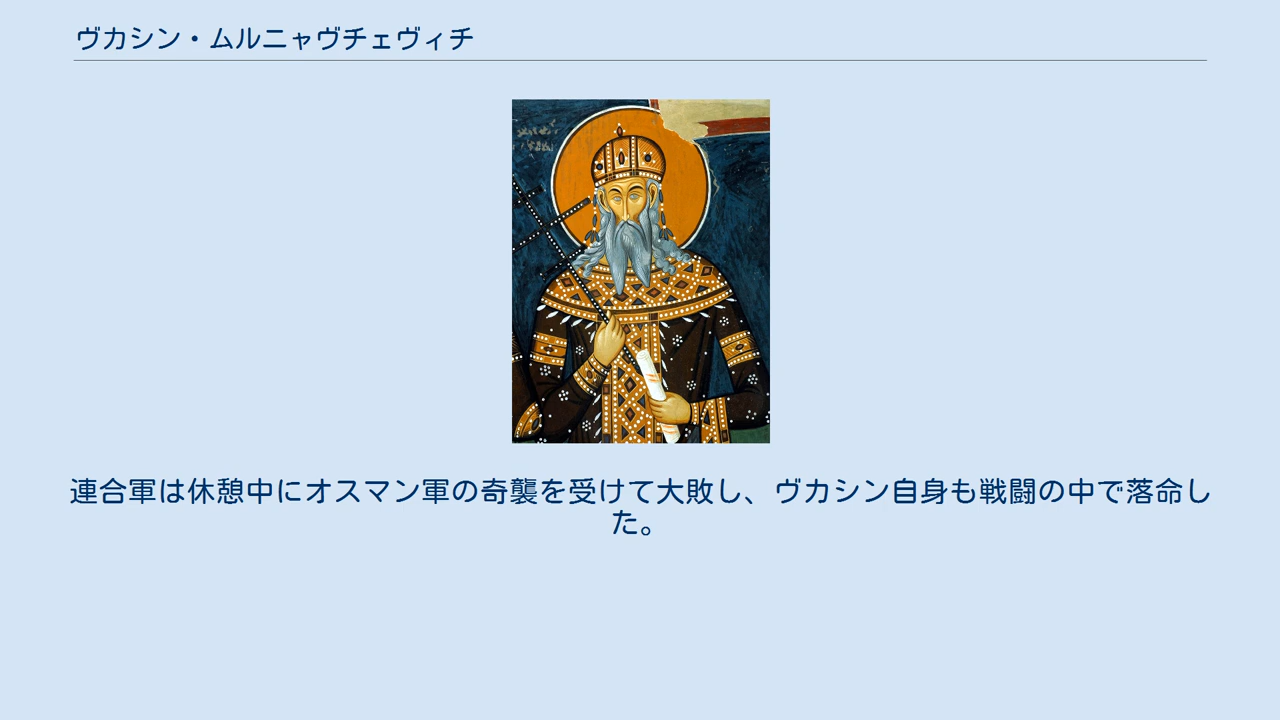 ヴカシン・ムルニャヴチェヴィチ
連合軍は休憩中にオスマン軍の奇襲を受けて大敗し、ヴカシン自身も戦闘の中で落命し
た。